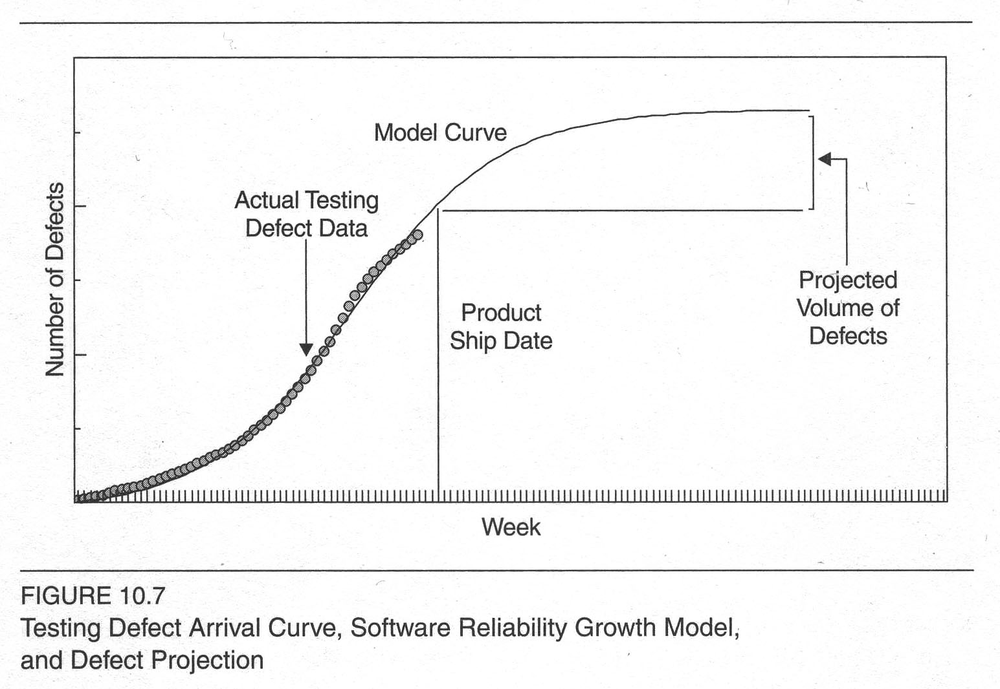 Model Curve
Actual Testing
Defect Data
Number of Defects
Projected
Volume of
Defects
Product
Ship Date
Week
FIGURE 10.7
Testing Defect Arrival Curve, Software Reliability Growth Model,
and Defect Projection